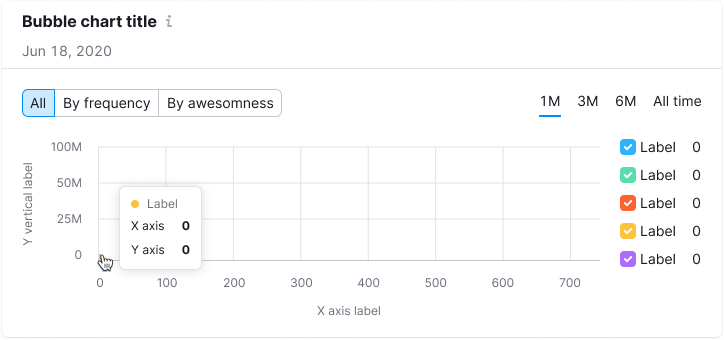 Bubble chart title
Jun 18, 2020
All By frequency By awesomness
1M 3M 6M All time
Y vertical label
100M
50M
25M
0
Label
X axis 0
Y axis 0
0 100 200 300 400 500 600 700
X axis label
Label 0
Label 0
Label 0
Label 0
Label 0